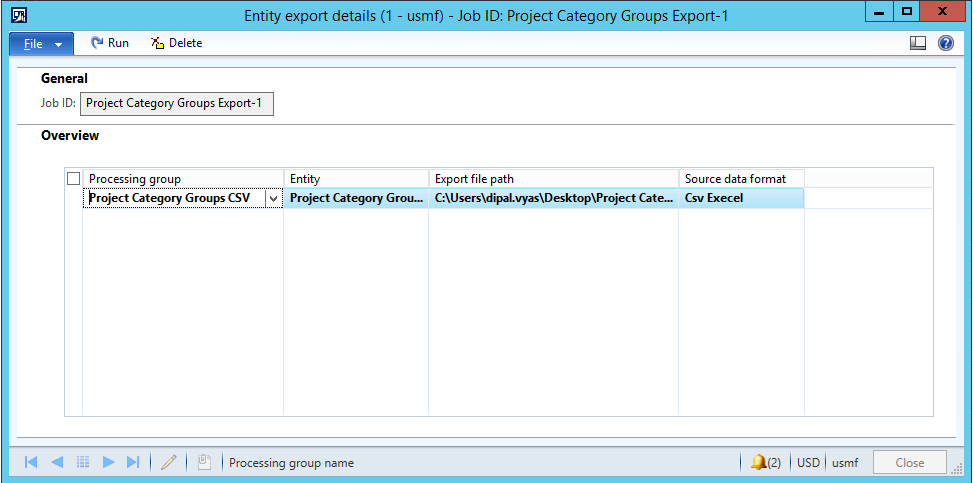 Entity export details (1 - usmf) - Job ID: Project Category Groups Export-1
File Run Delete
General
Job ID: Project Category Groups Export-1
Overview
Processing group Entity Export file path Source data format
Project Category Groups CSV Project Category Grou... C:\Users\dipal.vyas\Desktop\Project Cate... Csv Execel
Processing group name (2) USD usmf Close